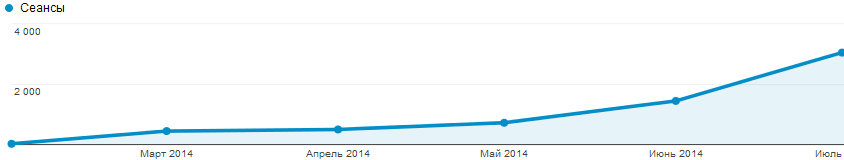 Сеансы
4 000
2 000
Март 2014
Апрель 2014
Май 2014
Июнь 2014
Июль